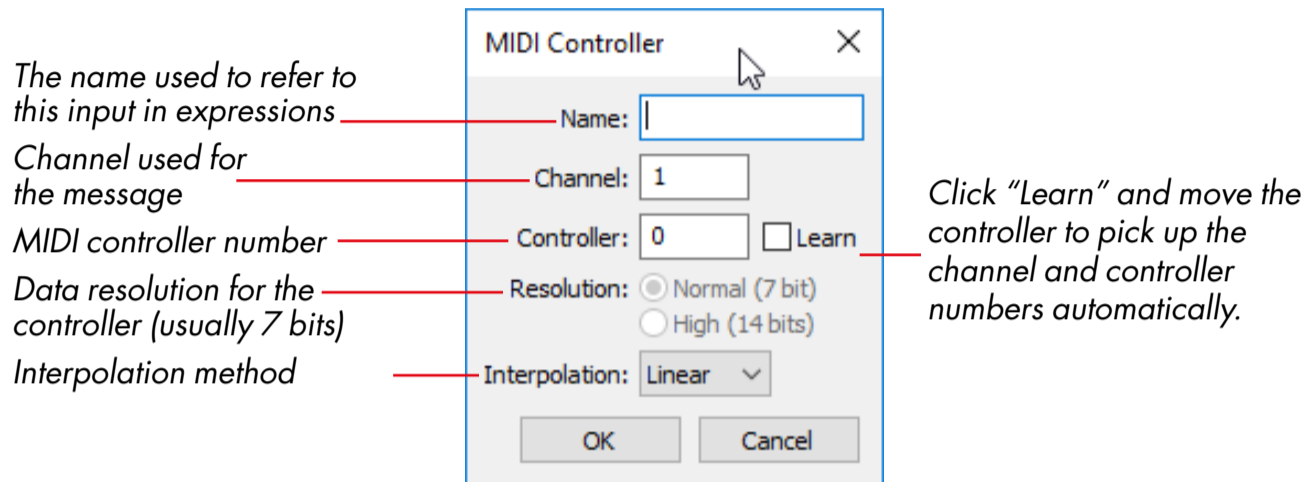 The name used to refer to
this input in expressions
Channel used for
the message
MIDI controller number
Data resolution for the
controller (usually 7 bits)
Interpolation method
MIDI Controller
Name:
Channel: 1
Controller: 0 Learn
Resolution: Normal (7 bit)
High (14 bits)
Interpolation: Linear
OK Cancel
Click “Learn” and move the
controller to pick up the
channel and controller
numbers automatically.